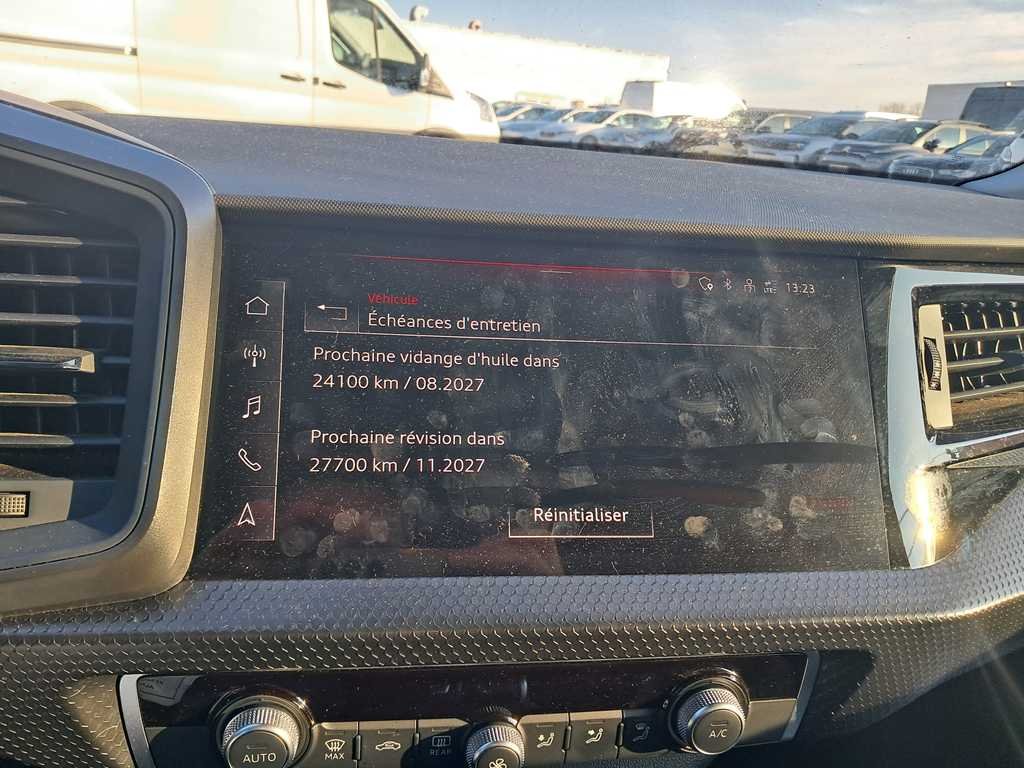 13:23
Véhicule
Échéances d'entretien
Prochaine vidange d'huile dans
24100 km / 08.2027
Prochaine révision dans
27700 km / 11.2027
Réinitialiser
AUTO
MAX
REAR
A/C